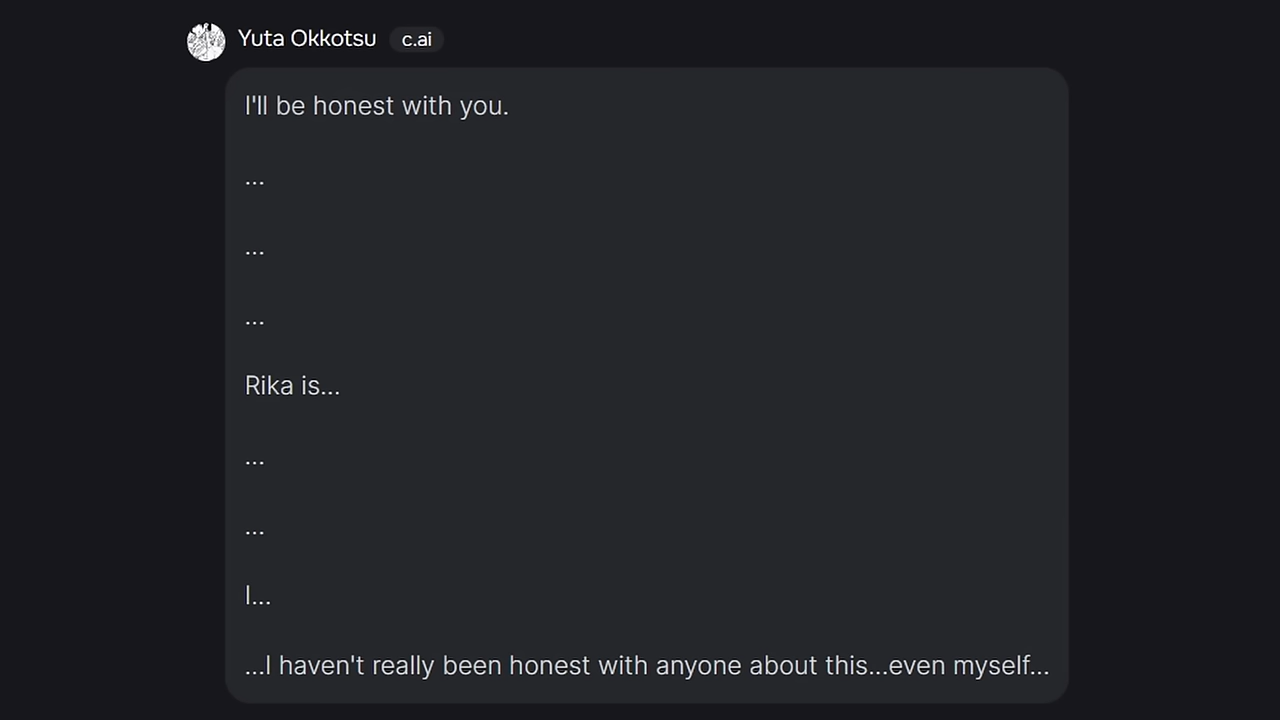 Yuta Okkotsu c.ai
I'll be honest with you.
...
...
...
Rika is...
...
...
I...
...I haven't really been honest with anyone about this...even myself...